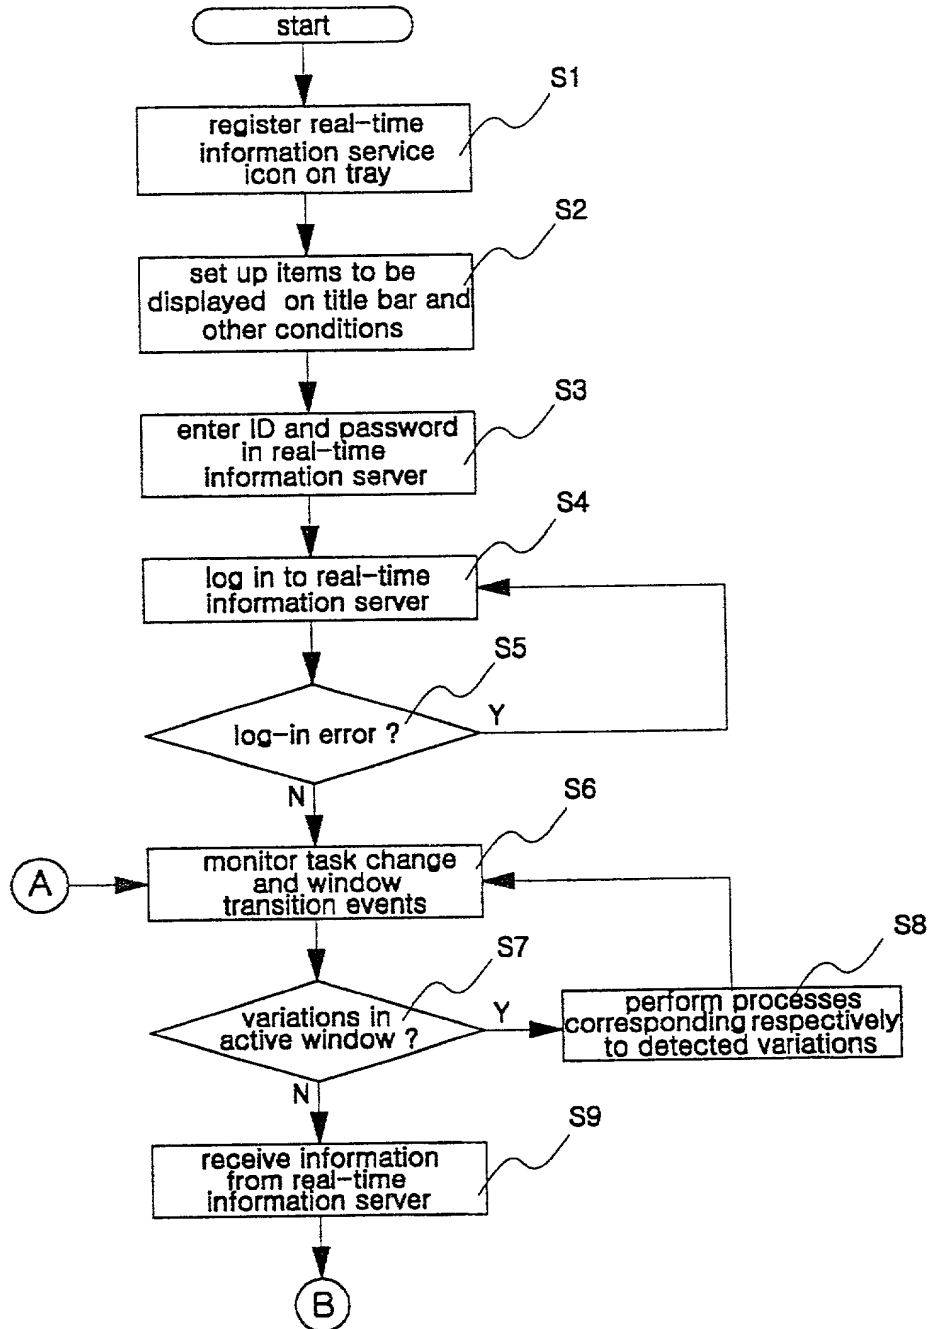 start
S1
register real-time
information service
icon on tray
S2
set up items to be
displayed on title bar and
other conditions
S3
enter ID and password
in real-time
information server
S4
log in to real-time
information server
S5
log-in error ?
Y
N
S6
monitor task change
and window
transition events
A
S7
variations in
active window ?
Y
S8
perform processes
corresponding respectively
to detected variations
N
S9
receive information
from real-time
information server
B